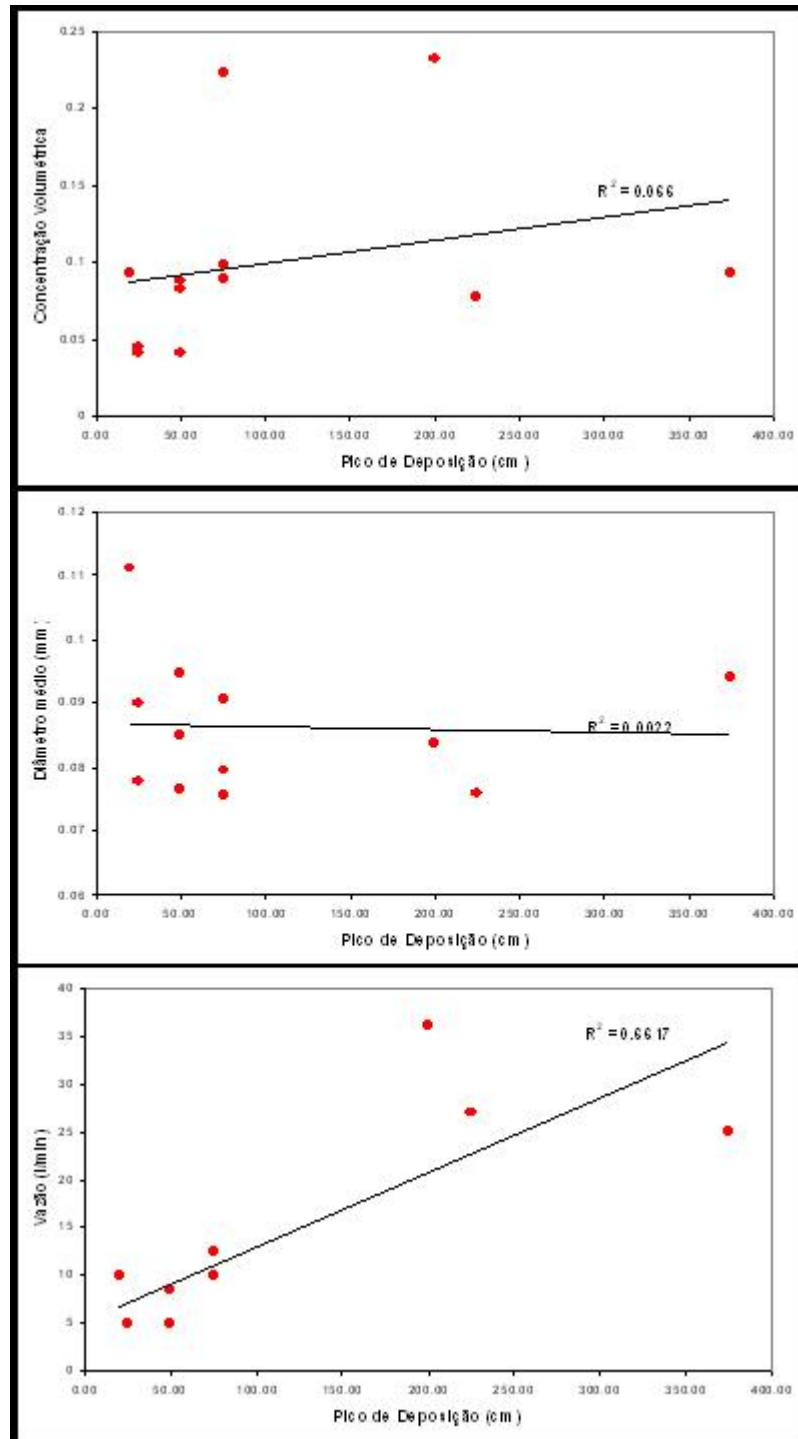 0.25
0.2
0.15
0.1
0.05
0
Concentração Volumétrica
R² = 0.066
0.00 50.00 100.00 150.00 200.00 250.00 300.00 350.00 400.00
Pico de Deposição (cm)
0.12
0.11
0.1
0.09
0.08
0.07
0.06
Diâmetro médio (mm)
R² = 0.0022
0.00 50.00 100.00 150.00 200.00 250.00 300.00 350.00 400.00
Pico de Deposição (cm)
40
35
30
25
20
15
10
5
0
Vazão (l/min)
R² = 0.6617
0.00 50.00 100.00 150.00 200.00 250.00 300.00 350.00 400.00
Pico de Deposição (cm)